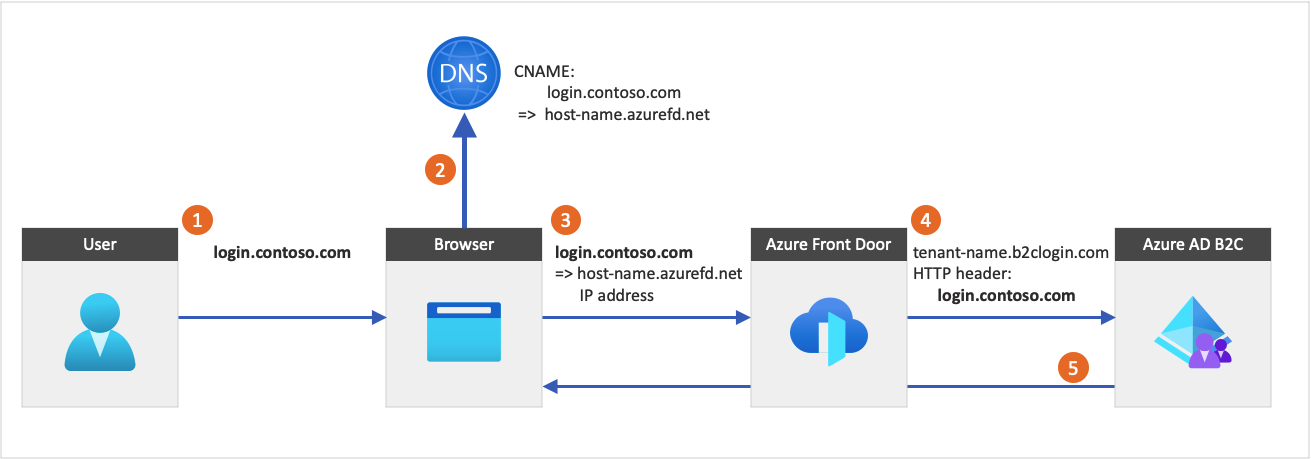 DNS
CNAME:
login.contoso.com
=> host-name.azurefd.net
2
1
3
4
User
Browser
Azure Front Door
Azure AD B2C
login.contoso.com
login.contoso.com
=> host-name.azurefd.net
IP address
tenant-name.b2clogin.com
HTTP header:
login.contoso.com
5